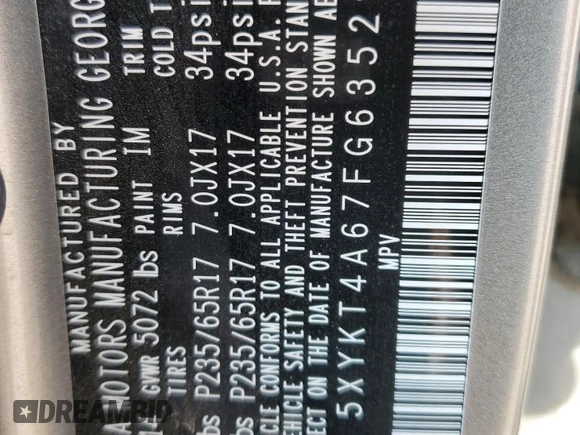 MANUFACTURED BY
MOTORS MANUFACTURING GEORG
GVWR 5072 lbs PAINT IM TRIM
TIRES RIMS COLD T
P235/65R17 7.0JX17 34psi
P235/65R17 7.0JX17 34psi
CONFORMS TO ALL APPLICABLE U.S.A. F
VEHICLE SAFETY AND THEFT PREVENTION STAN
ON THE DATE OF MANUFACTURE SHOWN AB
5XYKT4A67FG6352
MPV
DREAMBID